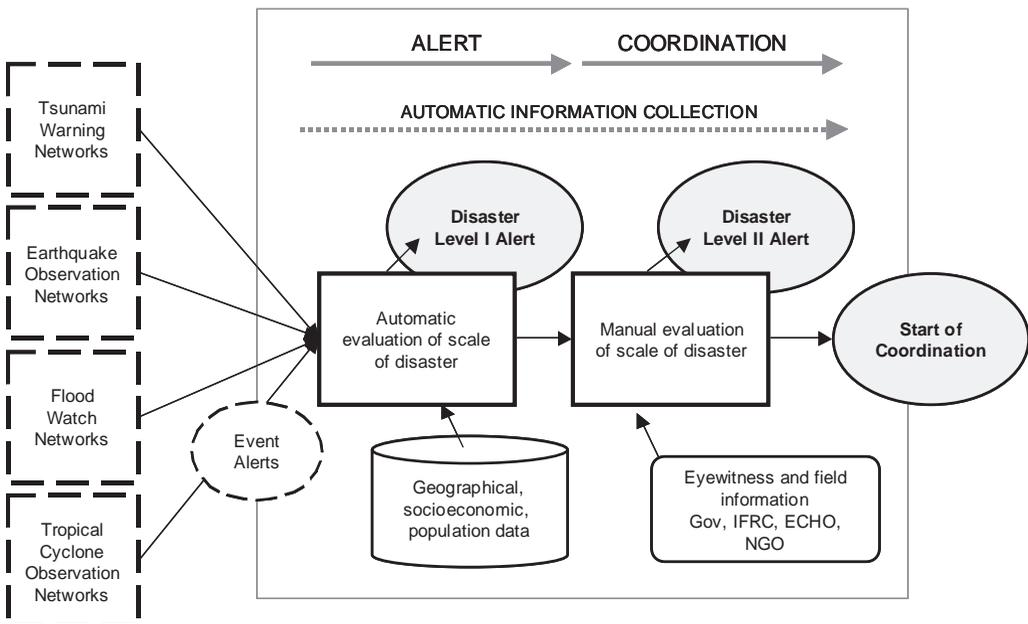 ALERT
COORDINATION
AUTOMATIC INFORMATION COLLECTION
Tsunami
Warning
Networks
Earthquake
Observation
Networks
Flood
Watch
Networks
Tropical
Cyclone
Observation
Networks
Event
Alerts
Disaster
Level I Alert
Automatic
evaluation of scale
of disaster
Geographical,
socioeconomic,
population data
Disaster
Level II Alert
Manual evaluation
of scale of disaster
Eyewitness and field
information
Gov, IFRC, ECHO,
NGO
Start of
Coordination